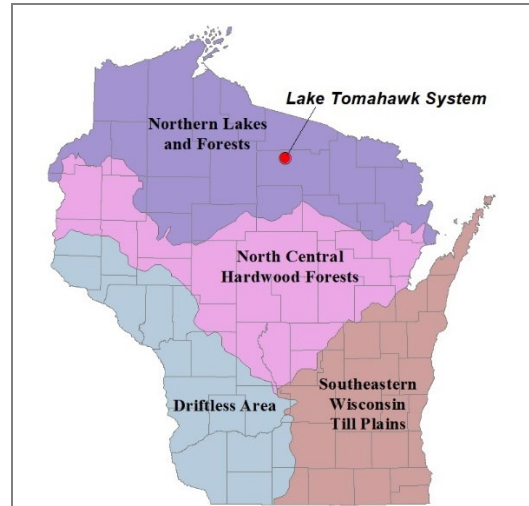 Lake Tomahawk System
Northern Lakes
and Forests
North Central
Hardwood Forests
Driftless Area
Southeastern
Wisconsin
Till Plains